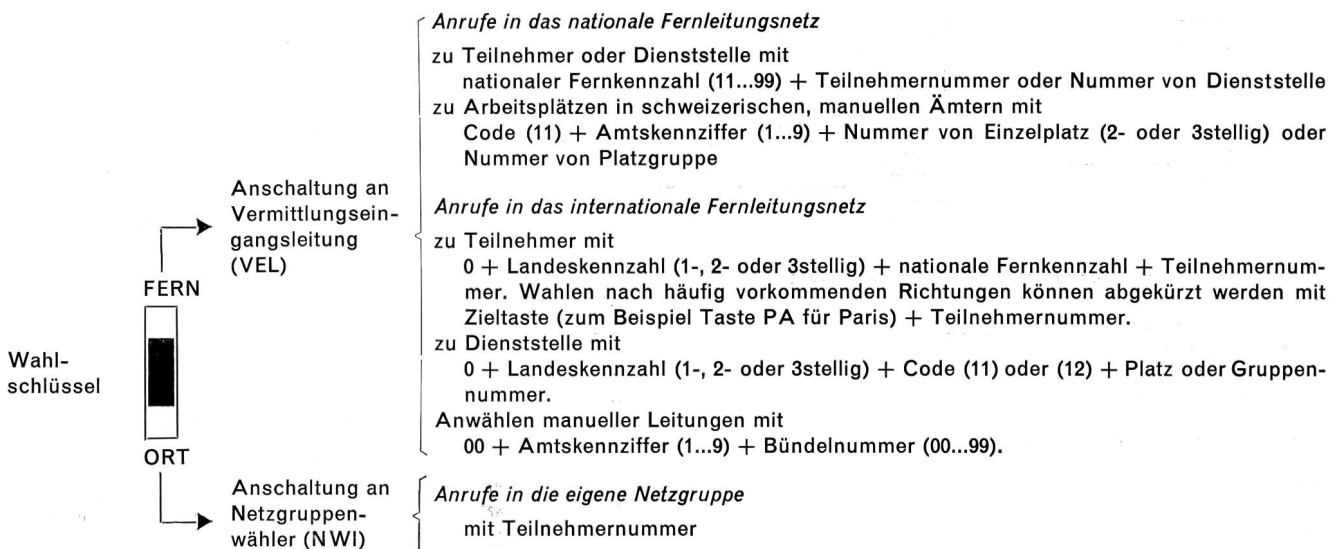 Anrufe in das nationale Fernleitungsnetz
zu Teilnehmer oder Dienststelle mit
nationaler Fernkennzahl (11...99) + Teilnehmernummer oder Nummer von Dienststelle
zu Arbeitsplätzen in schweizerischen, manuellen Ämtern mit
Code (11) + Amtskennziffer (1...9) + Nummer von Einzelplatz (2- oder 3stellig) oder
Nummer von Platzgruppe
Anschaltung an
Vermittlungsein-
gangsleitung
(VEL)
Anrufe in das internationale Fernleitungsnetz
zu Teilnehmer mit
0 + Landeskennzahl (1-, 2- oder 3stellig) + nationale Fernkennzahl + Teilnehmernum-
mer. Wahlen nach häufig vorkommenden Richtungen können abgekürzt werden mit
Zieltaste (zum Beispiel Taste PA für Paris) + Teilnehmernummer.
zu Dienststelle mit
0 + Landeskennzahl (1-, 2- oder 3stellig) + Code (11) oder (12) + Platz oder Gruppen-
nummer.
Anwählen manueller Leitungen mit
00 + Amtskennziffer (1...9) + Bündelnummer (00...99).
FERN
Wahl-
schlüssel
ORT
Anschaltung an
Netzgruppen-
wähler (NWI)
Anrufe in die eigene Netzgruppe
mit Teilnehmernummer